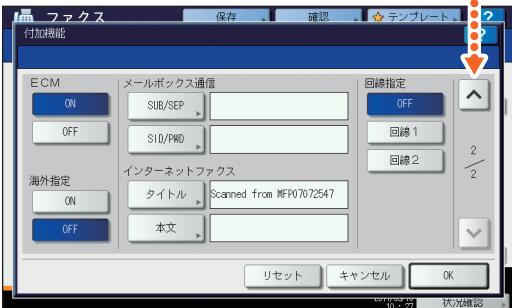 ファクス 保存 確認 テンプレート ?
付加機能 ?
ECM メールボックス通信 回線指定
ON SUB/SEP OFF
OFF SID/PWD 回線1
回線2
2
2
海外指定 インターネットファクス
ON タイトル Scanned from MFP07072547
OFF 本文
リセット キャンセル OK
10:27 状況確認